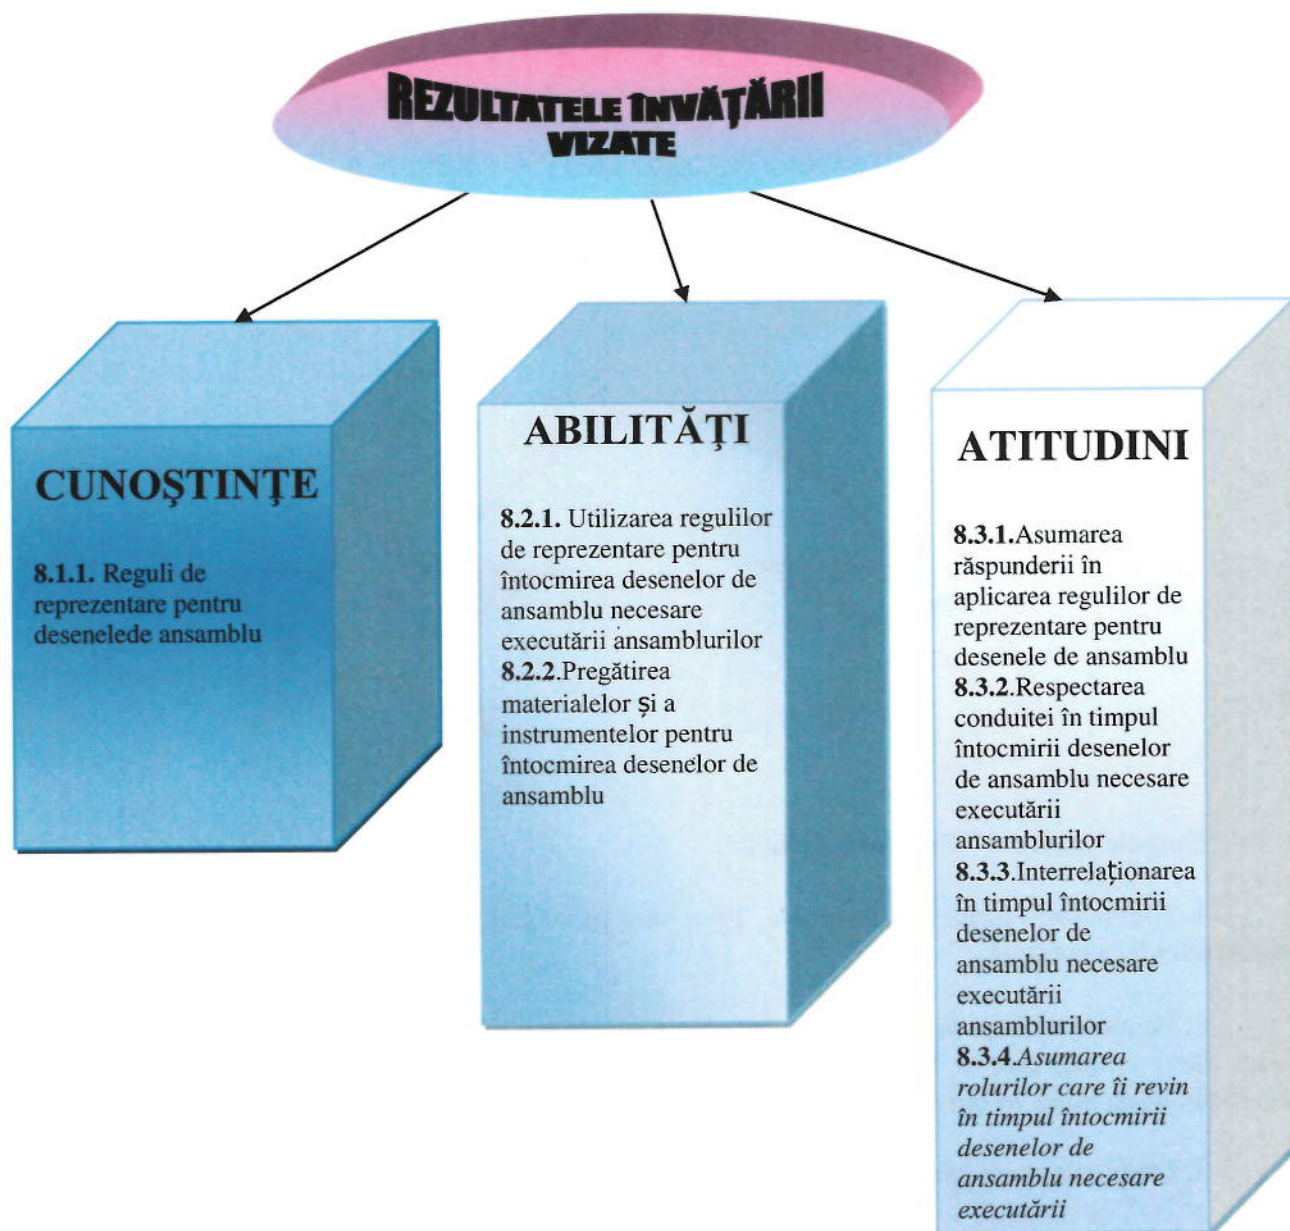 REZULTATELE ÎNVĂŢĂRII
VIZATE
CUNOŞTINŢE
8.1.1. Reguli de
reprezentare pentru
desenelede ansamblu
ABILITĂŢI
8.2.1. Utilizarea regulilor
de reprezentare pentru
întocmirea desenelor de
ansamblu necesare
executării ansamblurilor
8.2.2.Pregătirea
materialelor şi a
instrumentelor pentru
întocmirea desenelor de
ansamblu
ATITUDINI
8.3.1.Asumarea
răspunderii în
aplicarea regulilor de
reprezentare pentru
desenele de ansamblu
8.3.2.Respectarea
conduitei în timpul
întocmirii desenelor
de ansamblu necesare
executării
ansamblurilor
8.3.3.Interrelaţionarea
în timpul întocmirii
desenelor de
ansamblu necesare
executării
ansamblurilor
8.3.4.Asumarea
rolurilor care îi revin
în timpul întocmirii
desenelor de
ansamblu necesare
executării